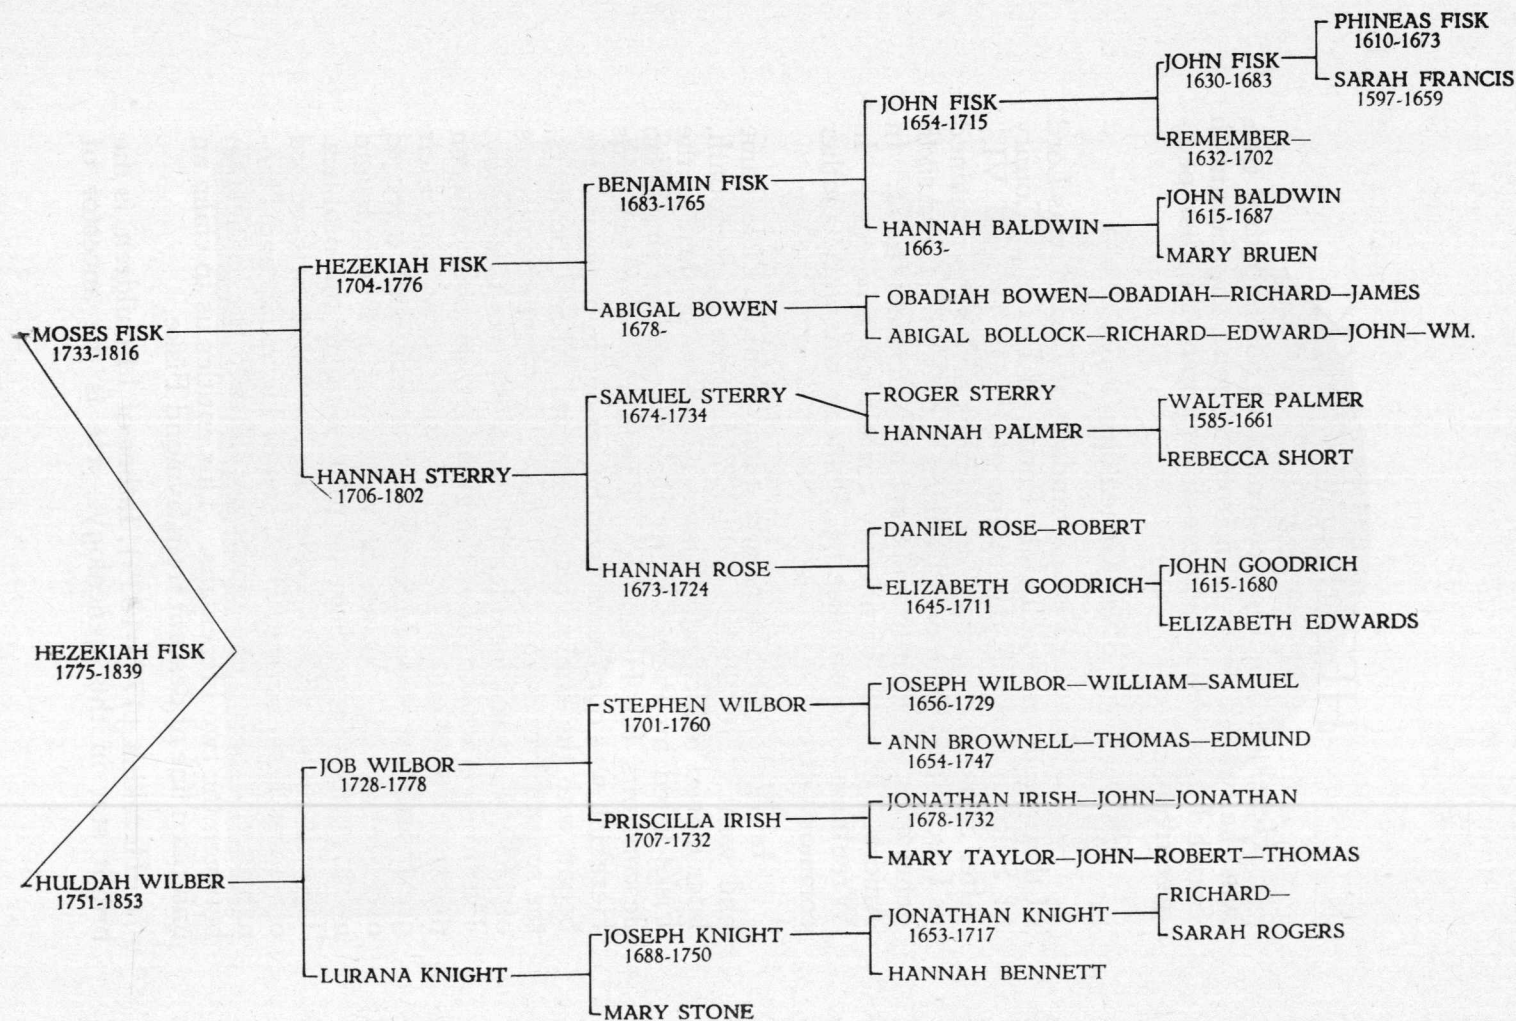 PHINEAS FISK
1610-1673
JOHN FISK
1630-1683
SARAH FRANCIS
1597-1659
JOHN FISK
1654-1715
REMEMBER—
1632-1702
BENJAMIN FISK
1683-1765
JOHN BALDWIN
1615-1687
HANNAH BALDWIN
1663-
MARY BRUEN
HEZEKIAH FISK
1704-1776
ABIGAL BOWEN
1678-
OBADIAH BOWEN—OBADIAH—RICHARD—JAMES
ABIGAL BOLLOCK—RICHARD—EDWARD—JOHN—WM.
MOSES FISK
1733-1816
SAMUEL STERRY
1674-1734
ROGER STERRY
HANNAH PALMER
WALTER PALMER
1585-1661
REBECCA SHORT
HANNAH STERRY
1706-1802
DANIEL ROSE—ROBERT
HANNAH ROSE
1673-1724
ELIZABETH GOODRICH
1645-1711
JOHN GOODRICH
1615-1680
ELIZABETH EDWARDS
HEZEKIAH FISK
1775-1839
STEPHEN WILBOR
1701-1760
JOSEPH WILBOR—WILLIAM—SAMUEL
1656-1729
ANN BROWNELL—THOMAS—EDMUND
1654-1747
JOB WILBOR
1728-1778
PRISCILLA IRISH
1707-1732
JONATHAN IRISH—JOHN—JONATHAN
1678-1732
MARY TAYLOR—JOHN—ROBERT—THOMAS
HULDAH WILBER
1751-1853
JOSEPH KNIGHT
1688-1750
JONATHAN KNIGHT
1653-1717
RICHARD—
SARAH ROGERS
LURANA KNIGHT
HANNAH BENNETT
MARY STONE